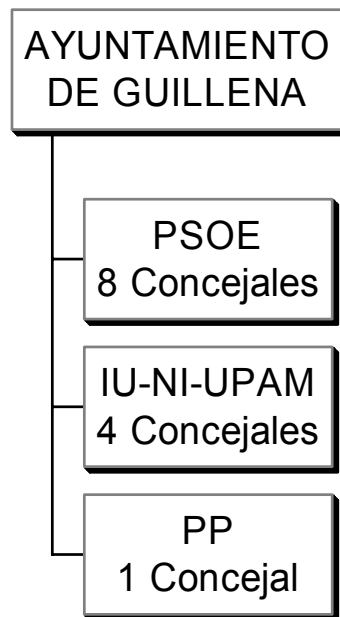 AYUNTAMIENTO
DE GUILLENA
PSOE
8 Concejales
IU-NI-UPAM
4 Concejales
PP
1 Concejal